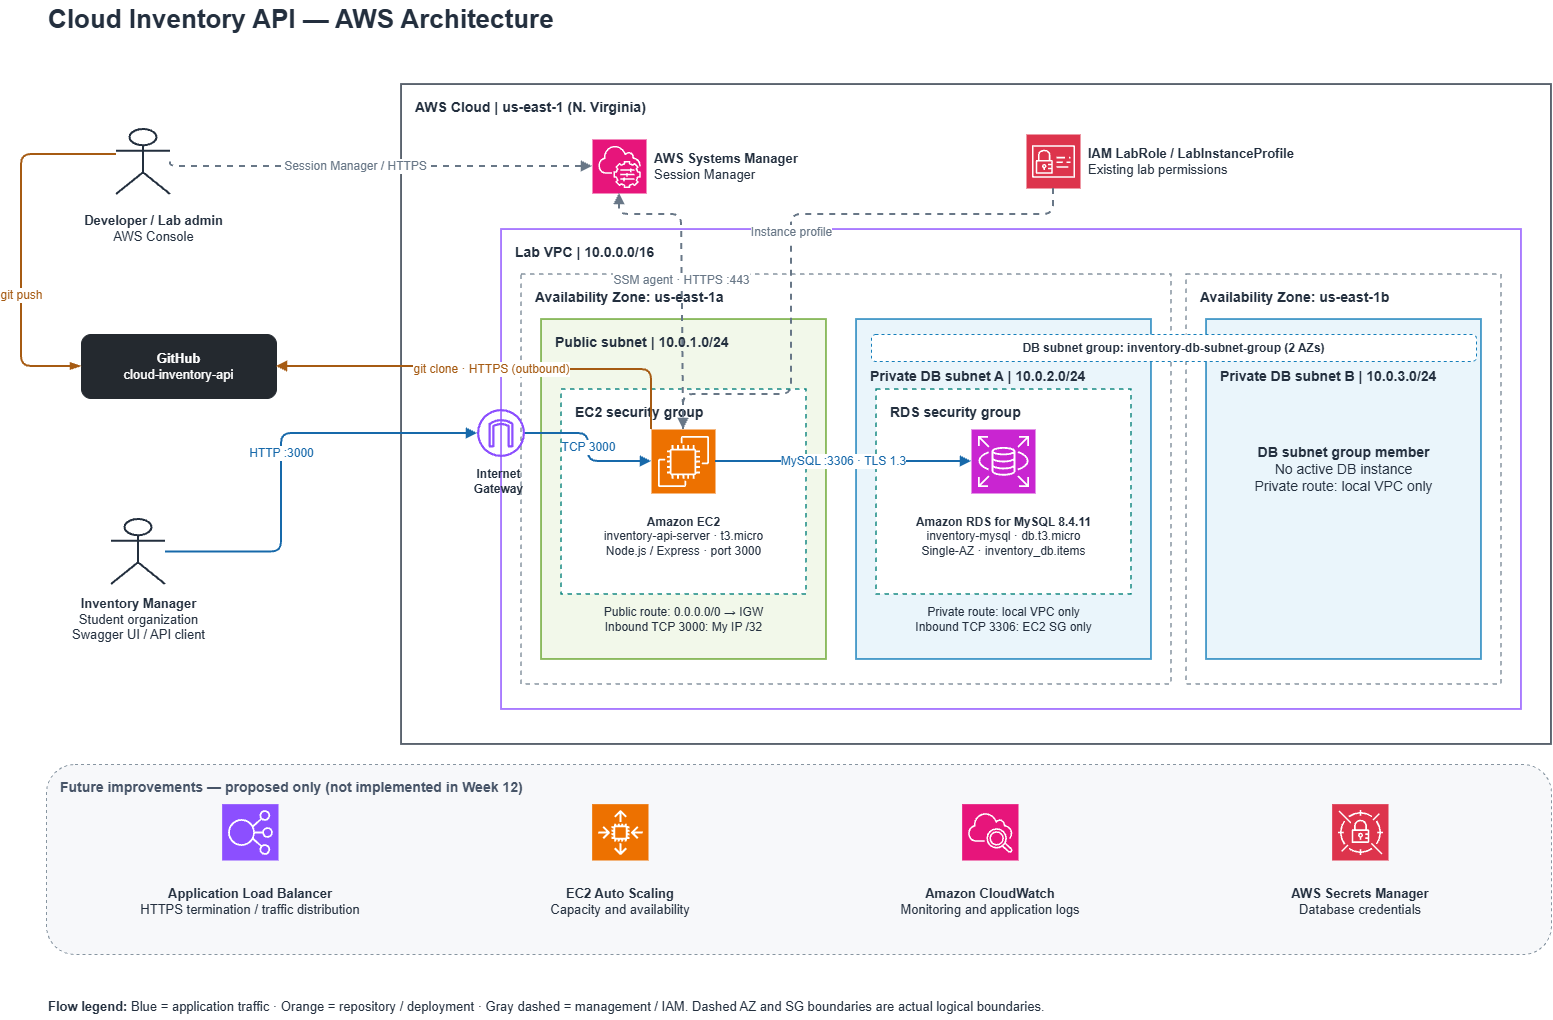 Cloud Inventory API — AWS Architecture
AWS Cloud | us-east-1 (N. Virginia)
Session Manager / HTTPS
AWS Systems Manager
Session Manager
IAM LabRole / LabInstanceProfile
Existing lab permissions
Developer / Lab admin
AWS Console
Instance profile
Lab VPC | 10.0.0.0/16
SSM agent · HTTPS :443
git push
Availability Zone: us-east-1a
Availability Zone: us-east-1b
Public subnet | 10.0.1.0/24
DB subnet group: inventory-db-subnet-group (2 AZs)
GitHub
cloud-inventory-api
git clone · HTTPS (outbound)
Private DB subnet A | 10.0.2.0/24
Private DB subnet B | 10.0.3.0/24
EC2 security group
RDS security group
HTTP :3000
TCP 3000
MySQL :3306 · TLS 1.3
Internet
Gateway
DB subnet group member
No active DB instance
Private route: local VPC only
Amazon EC2
inventory-api-server · t3.micro
Node.js / Express · port 3000
Amazon RDS for MySQL 8.4.11
inventory-mysql · db.t3.micro
Single-AZ · inventory_db.items
Inventory Manager
Student organization
Swagger UI / API client
Public route: 0.0.0.0/0 → IGW
Inbound TCP 3000: My IP /32
Private route: local VPC only
Inbound TCP 3306: EC2 SG only
Future improvements — proposed only (not implemented in Week 12)
Application Load Balancer
HTTPS termination / traffic distribution
EC2 Auto Scaling
Capacity and availability
Amazon CloudWatch
Monitoring and application logs
AWS Secrets Manager
Database credentials
Flow legend: Blue = application traffic · Orange = repository / deployment · Gray dashed = management / IAM. Dashed AZ and SG boundaries are actual logical boundaries.